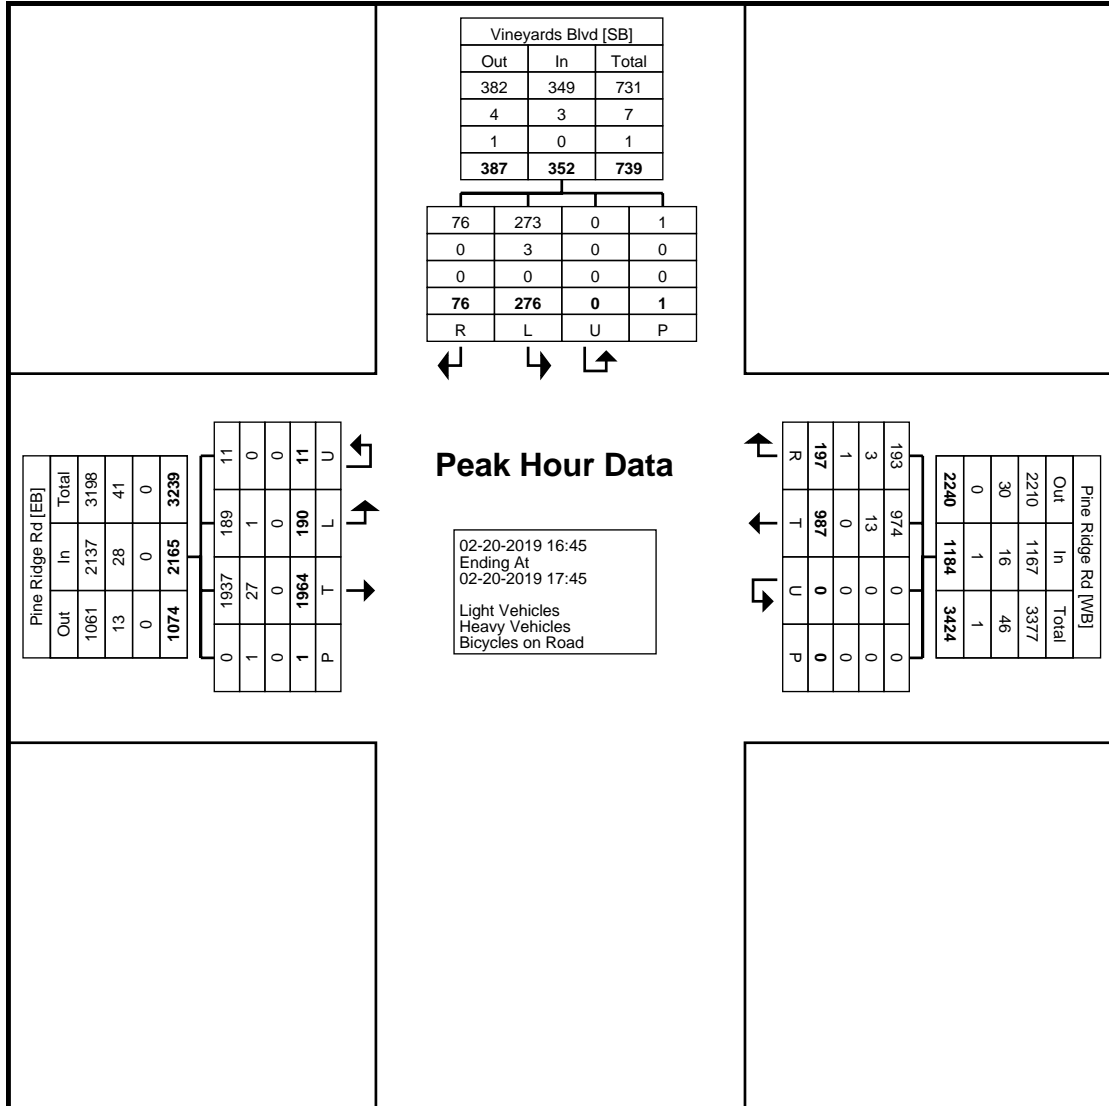 Vineyards Blvd [SB]
Out In Total
382 349 731
4 3 7
1 0 1
387 352 739
76 273 0 1
0 3 0 0
0 0 0 0
76 276 0 1
R L U P
Peak Hour Data
02-20-2019 16:45
Ending At
02-20-2019 17:45
Light Vehicles
Heavy Vehicles
Bicycles on Road
Pine Ridge Rd [EB]
Out In Total
1061 2137 3198
13 28 41
0 0 0
1074 2165 3239
0 1937 189 11
1 27 1 0
0 0 0 0
1 1964 190 11
P T L U
Pine Ridge Rd [WB]
Out In Total
2210 1167 3377
30 16 46
0 1 1
2240 1184 3424
193 974 0 0
3 13 0 0
1 0 0 0
197 987 0 0
R T U P